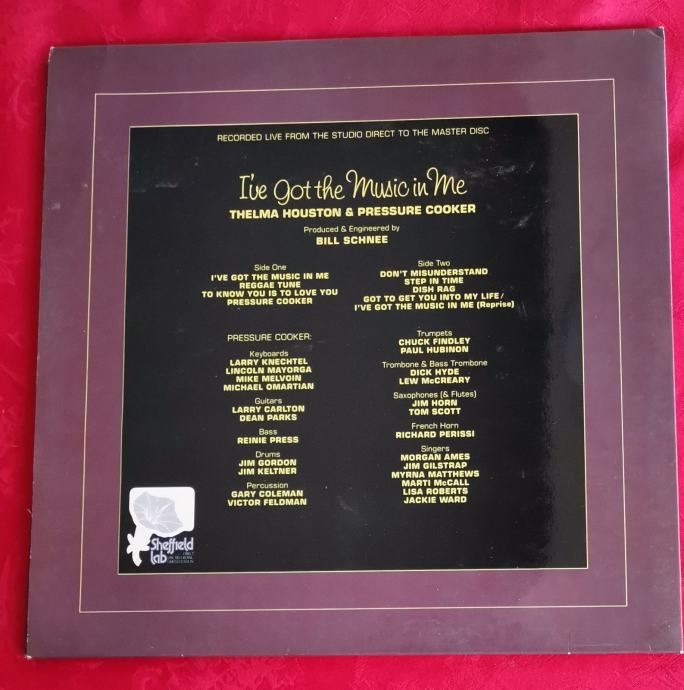 RECORDED LIVE FROM THE STUDIO DIRECT TO THE MASTER DISC
I've Got the Music in Me
THELMA HOUSTON & PRESSURE COOKER
Produced & Engineered by
BILL SCHNEE
Side One
I'VE GOT THE MUSIC IN ME
REGGAE TUNE
TO KNOW YOU IS TO LOVE YOU
PRESSURE COOKER
Side Two
DON'T MISUNDERSTAND
STEP IN TIME
DISH RAG
GOT TO GET YOU INTO MY LIFE/
I'VE GOT THE MUSIC IN ME (Reprise)
PRESSURE COOKER:
Keyboards
LARRY KNECHTEL
LINCOLN MAYORGA
MIKE MELVOIN
MICHAEL OMARTIAN
Guitars
LARRY CARLTON
DEAN PARKS
Bass
REINIE PRESS
Drums
JIM GORDON
JIM KELTNER
Percussion
GARY COLEMAN
VICTOR FELDMAN
Trumpets
CHUCK FINDLEY
PAUL HUBINON
Trombone & Bass Trombone
DICK HYDE
LEW McCREARY
Saxophones (& Flutes)
JIM HORN
TOM SCOTT
French Horn
RICHARD PERISSI
Singers
MORGAN AMES
JIM GILSTRAP
MYRNA MATTHEWS
MARTI McCALL
LISA ROBERTS
JACKIE WARD
Sheffield
lab